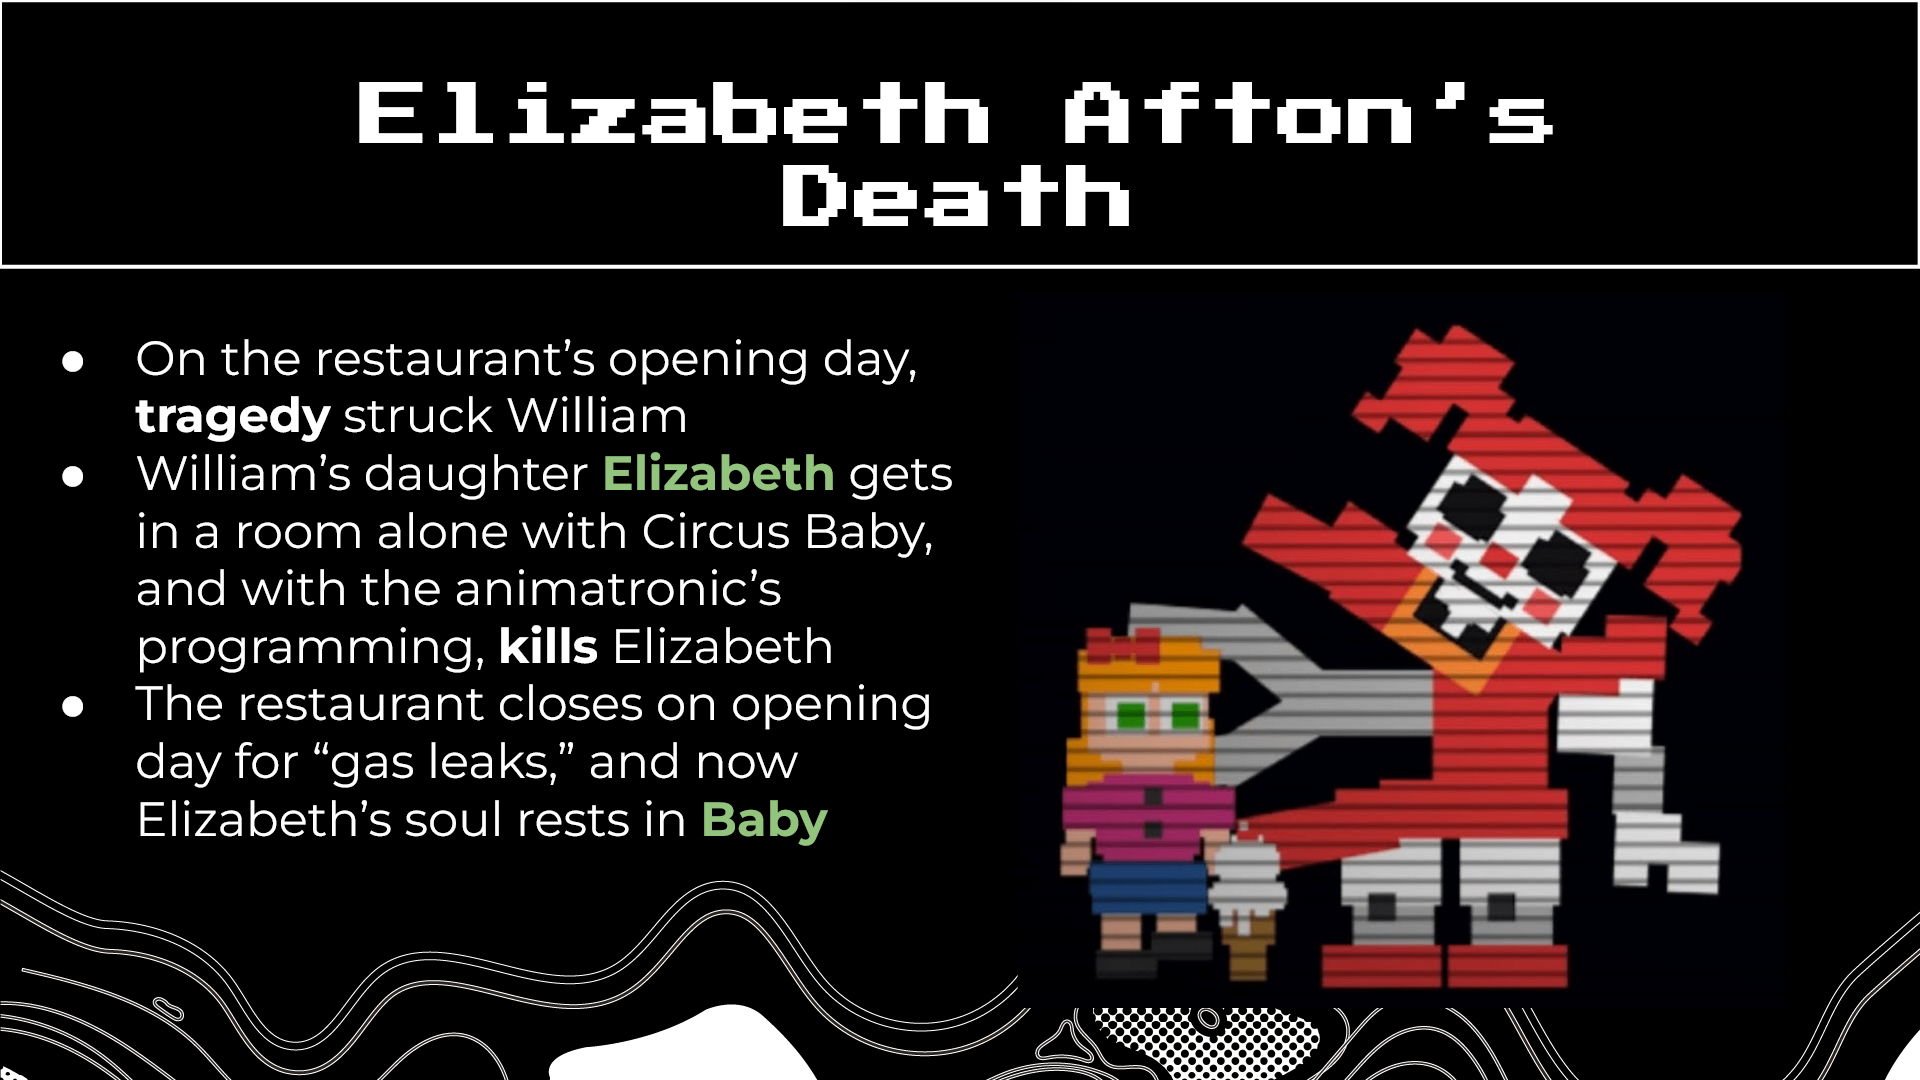 Elizabeth Afton’s
Death
● On the restaurant’s opening day,
tragedy struck William
● William’s daughter Elizabeth gets
in a room alone with Circus Baby,
and with the animatronic’s
programming, kills Elizabeth
● The restaurant closes on opening
day for “gas leaks,” and now
Elizabeth’s soul rests in Baby